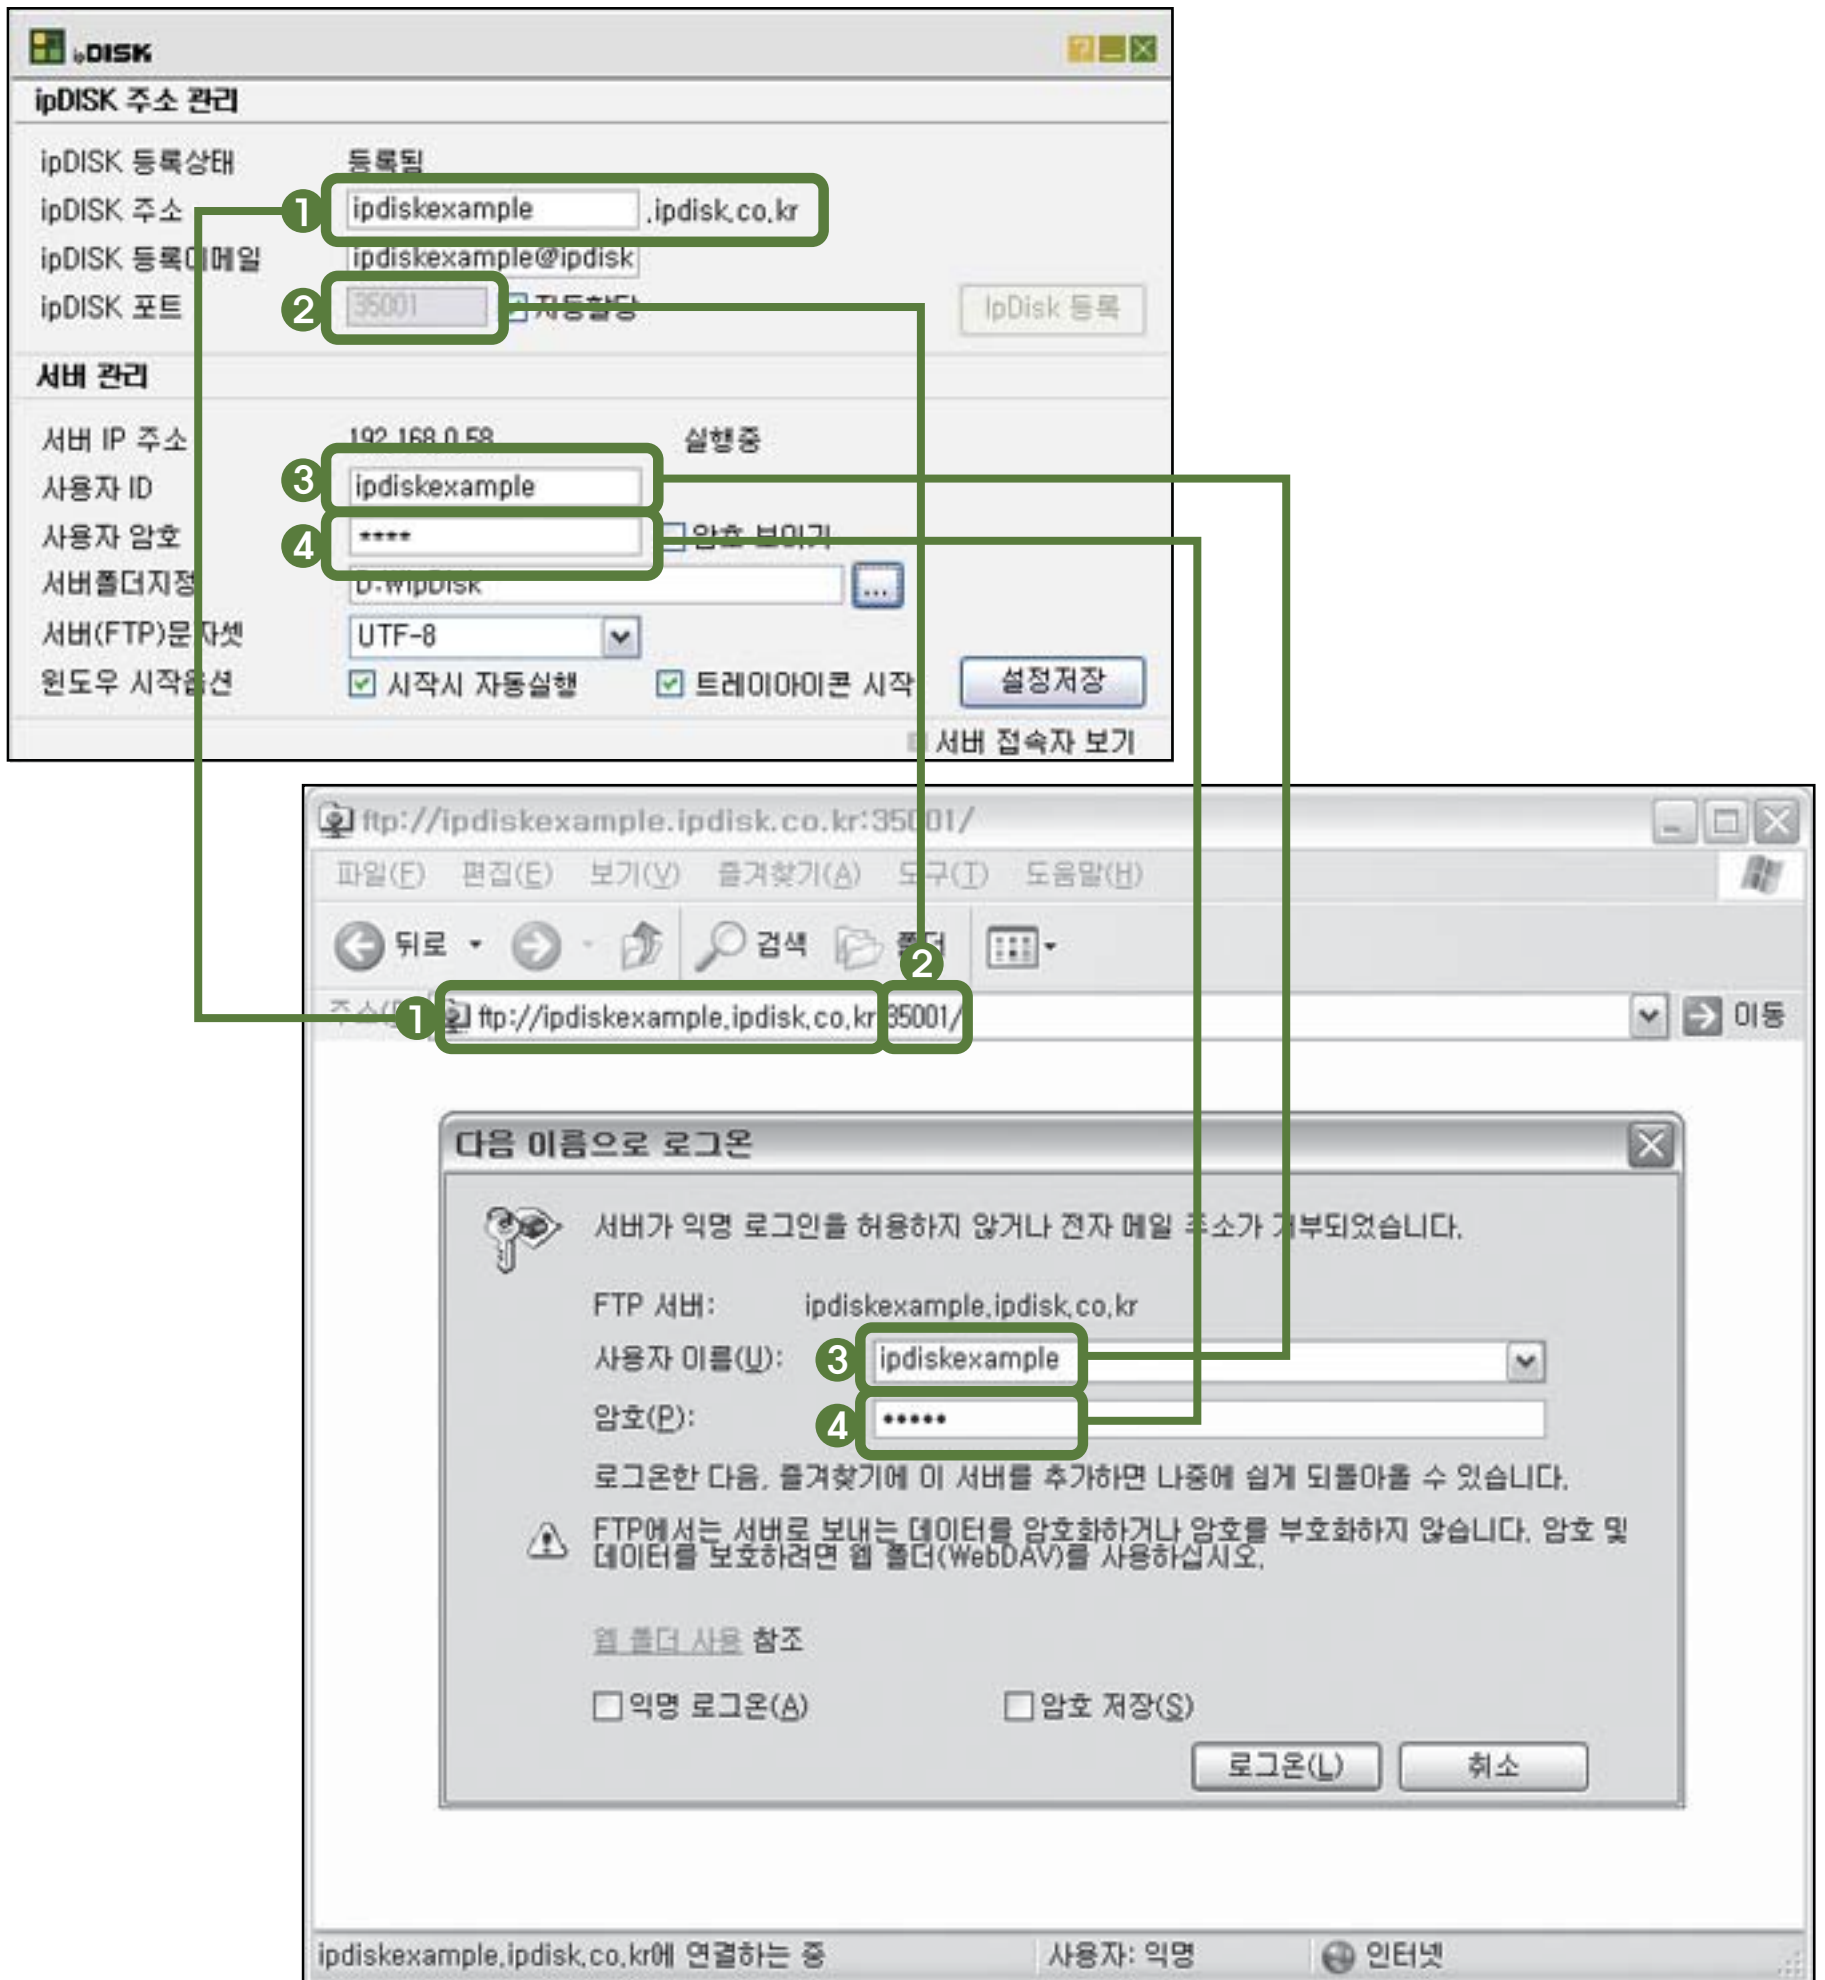 ipDISK
ipDISK 주소 관리
ipDISK 등록상태 등록됨
ipDISK 주소 1 ipdiskexample .ipdisk.co.kr
ipDISK 등록이메일 ipdiskexample@ipdisk
ipDISK 포트 2 35001 자동할당 IpDisk 등록
서버 관리
서버 IP 주소 192.168.0.58 실행중
사용자 ID 3 ipdiskexample
사용자 암호 4 **** 암호 보이기
서버폴더지정 D:₩ipDisk ...
서버(FTP)문자셋 UTF-8
윈도우 시작옵션 시작시 자동실행 트레이아이콘 시작 설정저장
서버 접속자 보기
ftp://ipdiskexample.ipdisk.co.kr:35001/
파일(F) 편집(E) 보기(V) 즐겨찾기(A) 도구(T) 도움말(H)
뒤로 검색 폴더
2
주소(D) 1 ftp://ipdiskexample.ipdisk.co.kr:35001/ 이동
다음 이름으로 로그온
서버가 익명 로그인을 허용하지 않거나 전자 메일 주소가 거부되었습니다.
FTP 서버: ipdiskexample.ipdisk.co.kr
사용자 이름(U): 3 ipdiskexample
암호(P): 4 •••••
로그온한 다음, 즐겨찾기에 이 서버를 추가하면 나중에 쉽게 되돌아올 수 있습니다.
FTP에서는 서버로 보내는 데이터를 암호화하거나 암호를 부호화하지 않습니다. 암호 및
데이터를 보호하려면 웹 폴더(WebDAV)를 사용하십시오.
웹 폴더 사용 참조
익명 로그온(A) 암호 저장(S)
로그온(L) 취소
ipdiskexample.ipdisk.co.kr에 연결하는 중 사용자: 익명 인터넷